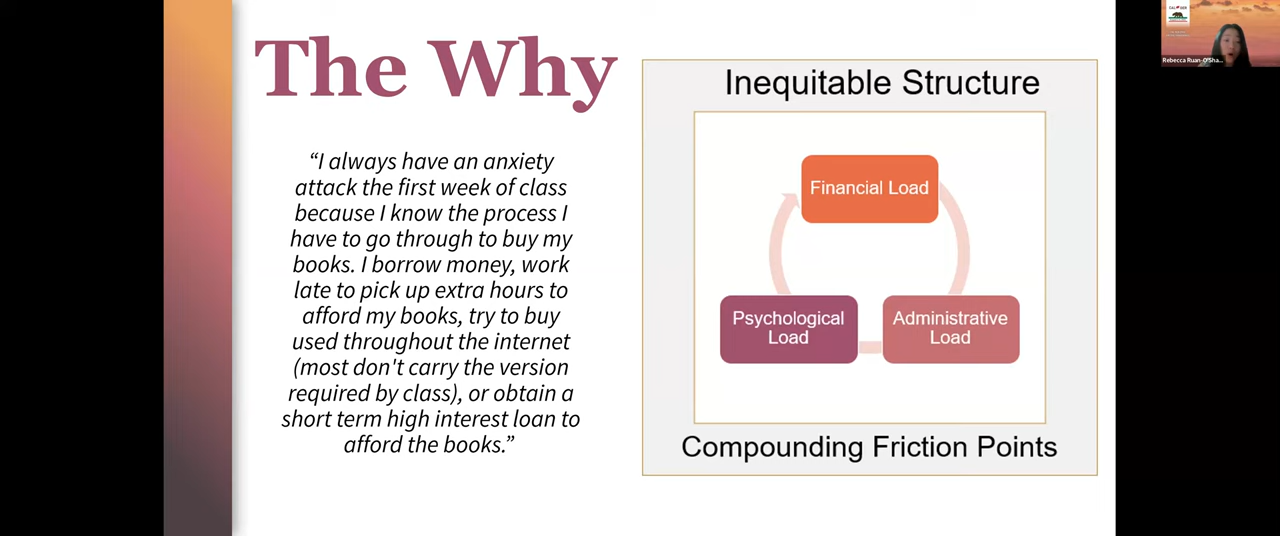 The Why
“I always have an anxiety
attack the first week of class
because I know the process I
have to go through to buy my
books. I borrow money, work
late to pick up extra hours to
afford my books, try to buy
used throughout the internet
(most don't carry the version
required by class), or obtain a
short term high interest loan to
afford the books.”
Inequitable Structure
Financial Load
Psychological
Load
Administrative
Load
Compounding Friction Points
Rebecca Ruan-O'Sha...